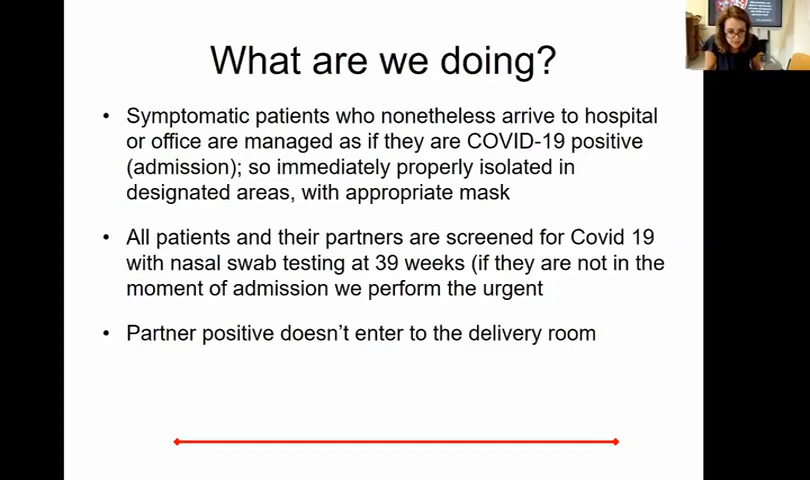 What are we doing?
• Symptomatic patients who nonetheless arrive to hospital
or office are managed as if they are COVID-19 positive
(admission); so immediately properly isolated in
designated areas, with appropriate mask
• All patients and their partners are screened for Covid 19
with nasal swab testing at 39 weeks (if they are not in the
moment of admission we perform the urgent
• Partner positive doesn't enter to the delivery room